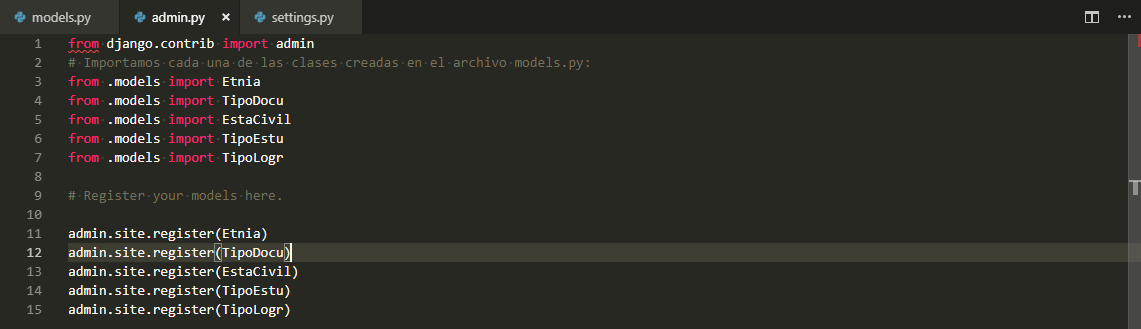 models.py admin.py × settings.py ···
1 from django.contrib import admin
2 # Importamos cada una de las clases creadas en el archivo models.py:
3 from .models import Etnia
4 from .models import TipoDocu
5 from .models import EstaCivil
6 from .models import TipoEstu
7 from .models import TipoLogr
8
9 # Register your models here.
10
11 admin.site.register(Etnia)
12 admin.site.register(TipoDocu)
13 admin.site.register(EstaCivil)
14 admin.site.register(TipoEstu)
15 admin.site.register(TipoLogr)